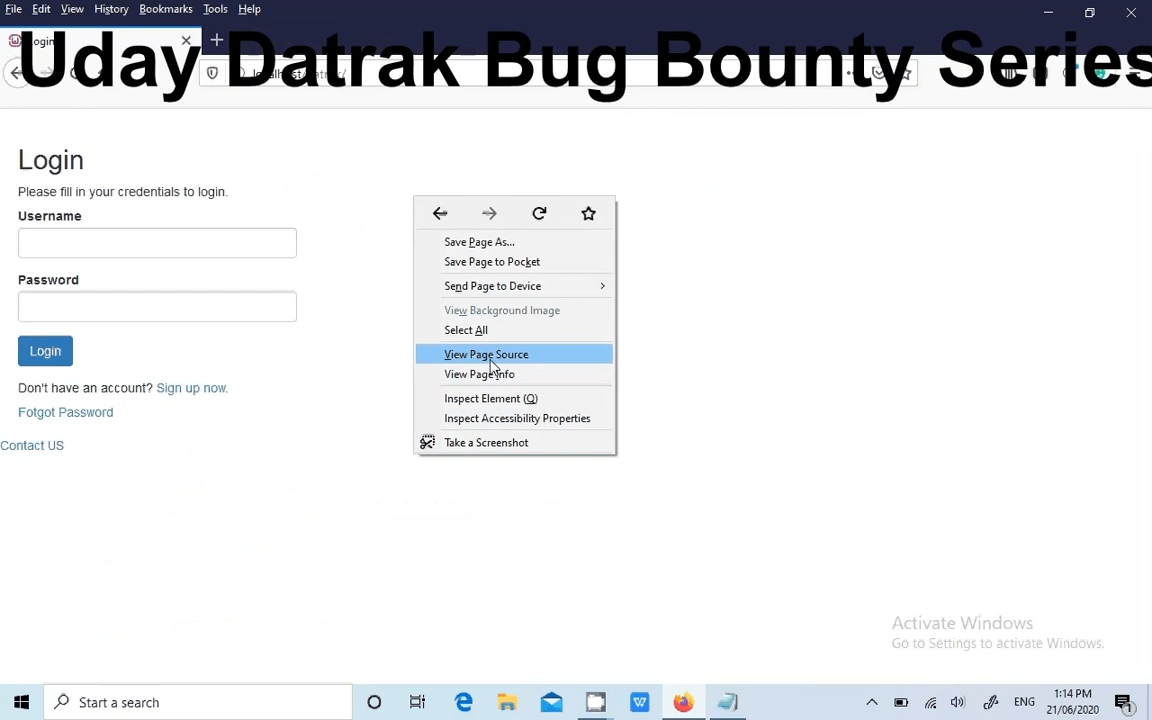 File Edit View History Bookmarks Tools Help
Login
Uday Datrak Bug Bounty Series
Login
Please fill in your credentials to login.
Username
Password
Login
Don't have an account? Sign up now.
Fotgot Password
Contact US
Save Page As...
Save Page to Pocket
Send Page to Device
View Background Image
Select All
View Page Source
View Page Info
Inspect Element (Q)
Inspect Accessibility Properties
Take a Screenshot
Activate Windows
Go to Settings to activate Windows.
Start a search
ENG
1:14 PM
21/06/2020
1